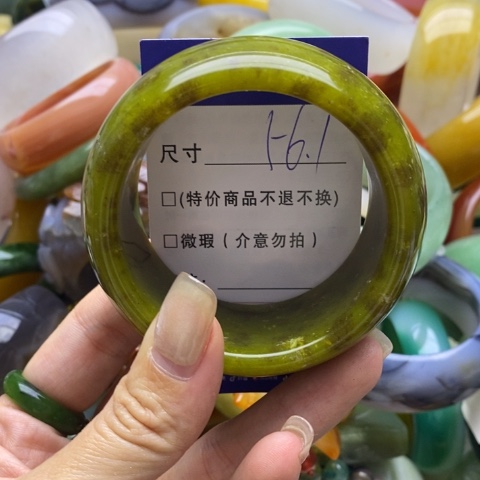 尺寸 56.1
□(特价商品不退不换)
□微瑕(介意勿拍)